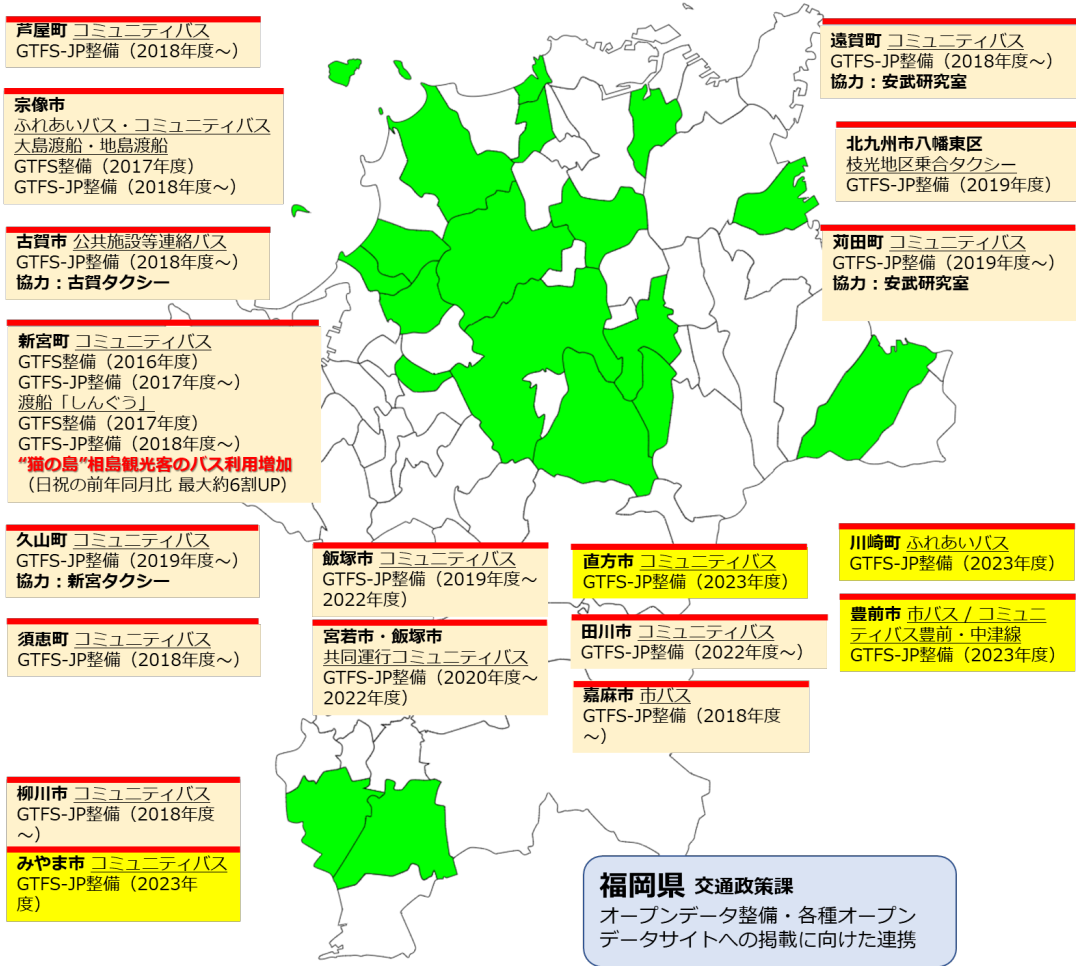 芦屋町 コミュニティバス
GTFS-JP整備（2018年度～）
宗像市
ふれあいバス・コミュニティバス
大島渡船・地島渡船
GTFS整備（2017年度）
GTFS-JP整備（2018年度～）
古賀市 公共施設等連絡バス
GTFS-JP整備（2018年度～）
協力：古賀タクシー
新宮町 コミュニティバス
GTFS整備（2016年度）
GTFS-JP整備（2017年度～）
渡船「しんぐう」
GTFS整備（2017年度）
GTFS-JP整備（2018年度～）
“猫の島“相島観光客のバス利用増加
（日祝の前年同月比 最大約6割UP）
久山町 コミュニティバス
GTFS-JP整備（2019年度～）
協力：新宮タクシー
須恵町 コミュニティバス
GTFS-JP整備（2018年度～）
飯塚市 コミュニティバス
GTFS-JP整備（2019年度～
2022年度）
宮若市・飯塚市
共同運行コミュニティバス
GTFS-JP整備（2020年度～
2022年度）
直方市 コミュニティバス
GTFS-JP整備（2023年度）
田川市 コミュニティバス
GTFS-JP整備（2022年度～）
嘉麻市 市バス
GTFS-JP整備（2018年度
～）
遠賀町 コミュニティバス
GTFS-JP整備（2018年度～）
協力：安武研究室
北九州市八幡東区
枝光地区乗合タクシー
GTFS-JP整備（2019年度）
苅田町 コミュニティバス
GTFS-JP整備（2019年度～）
協力：安武研究室
川崎町 ふれあいバス
GTFS-JP整備（2023年度）
豊前市 市バス / コミュニ
ティバス豊前・中津線
GTFS-JP整備（2023年度）
柳川市 コミュニティバス
GTFS-JP整備（2018年度
～）
みやま市 コミュニティバス
GTFS-JP整備（2023年
度）
福岡県 交通政策課
オープンデータ整備・各種オープン
データサイトへの掲載に向けた連携